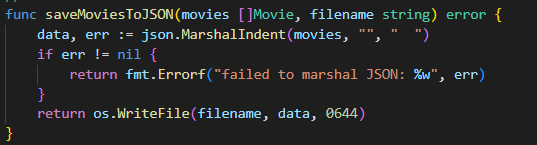 func saveMoviesToJSON(movies []Movie, filename string) error {
    data, err := json.MarshalIndent(movies, "", "  ")
    if err != nil {
        return fmt.Errorf("failed to marshal JSON: %w", err)
    }
    return os.WriteFile(filename, data, 0644)
}